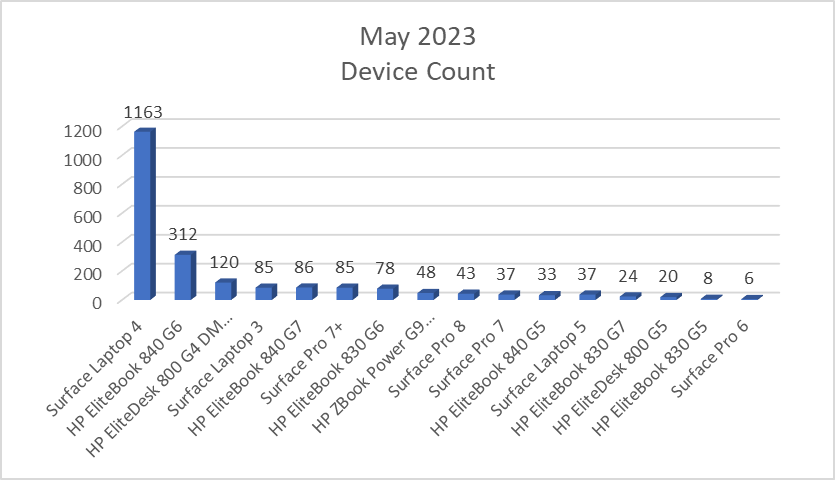 May 2023
Device Count
1163
312
120
85
86
85
78
48
43
37
33
37
24
20
8
6
1200
1000
800
600
400
200
0
Surface Laptop 4
HP EliteBook 840 G6
HP EliteDesk 800 G4 DM...
Surface Laptop 3
HP EliteBook 840 G7
Surface Pro 7+
HP EliteBook 830 G6
HP ZBook Power G9...
Surface Pro 8
Surface Pro 7
HP EliteBook 840 G5
Surface Laptop 5
HP EliteBook 830 G7
HP EliteDesk 800 G5
HP EliteBook 830 G5
Surface Pro 6